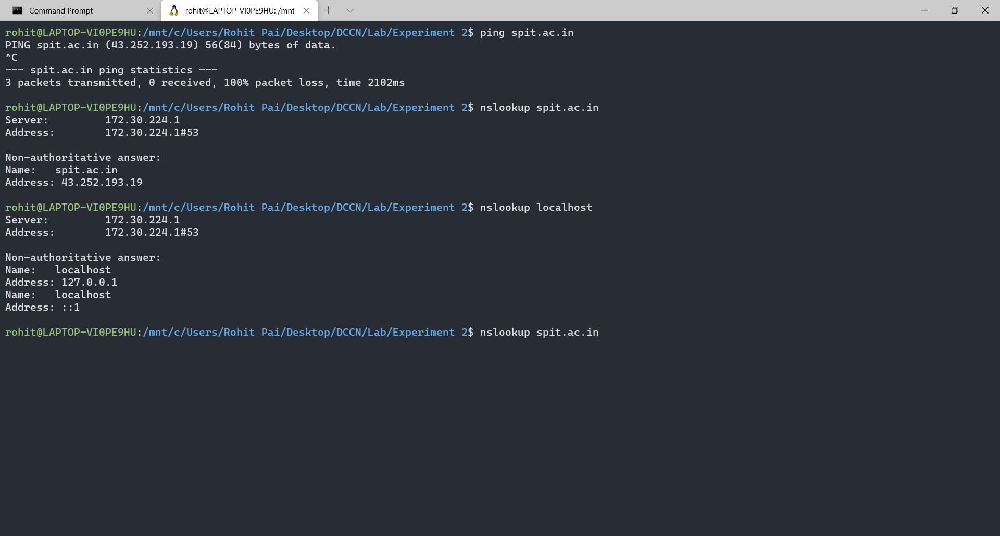 Command Prompt
rohit@LAPTOP-VI0PE9HU: /mnt
rohit@LAPTOP-VI0PE9HU:/mnt/c/Users/Rohit Pai/Desktop/DCCN/Lab/Experiment 2$ ping spit.ac.in
PING spit.ac.in (43.252.193.19) 56(84) bytes of data.
^C
--- spit.ac.in ping statistics ---
3 packets transmitted, 0 received, 100% packet loss, time 2102ms
rohit@LAPTOP-VI0PE9HU:/mnt/c/Users/Rohit Pai/Desktop/DCCN/Lab/Experiment 2$ nslookup spit.ac.in
Server:         172.30.224.1
Address:        172.30.224.1#53
Non-authoritative answer:
Name:   spit.ac.in
Address: 43.252.193.19
rohit@LAPTOP-VI0PE9HU:/mnt/c/Users/Rohit Pai/Desktop/DCCN/Lab/Experiment 2$ nslookup localhost
Server:         172.30.224.1
Address:        172.30.224.1#53
Non-authoritative answer:
Name:   localhost
Address: 127.0.0.1
Name:   localhost
Address: ::1
rohit@LAPTOP-VI0PE9HU:/mnt/c/Users/Rohit Pai/Desktop/DCCN/Lab/Experiment 2$ nslookup spit.ac.in